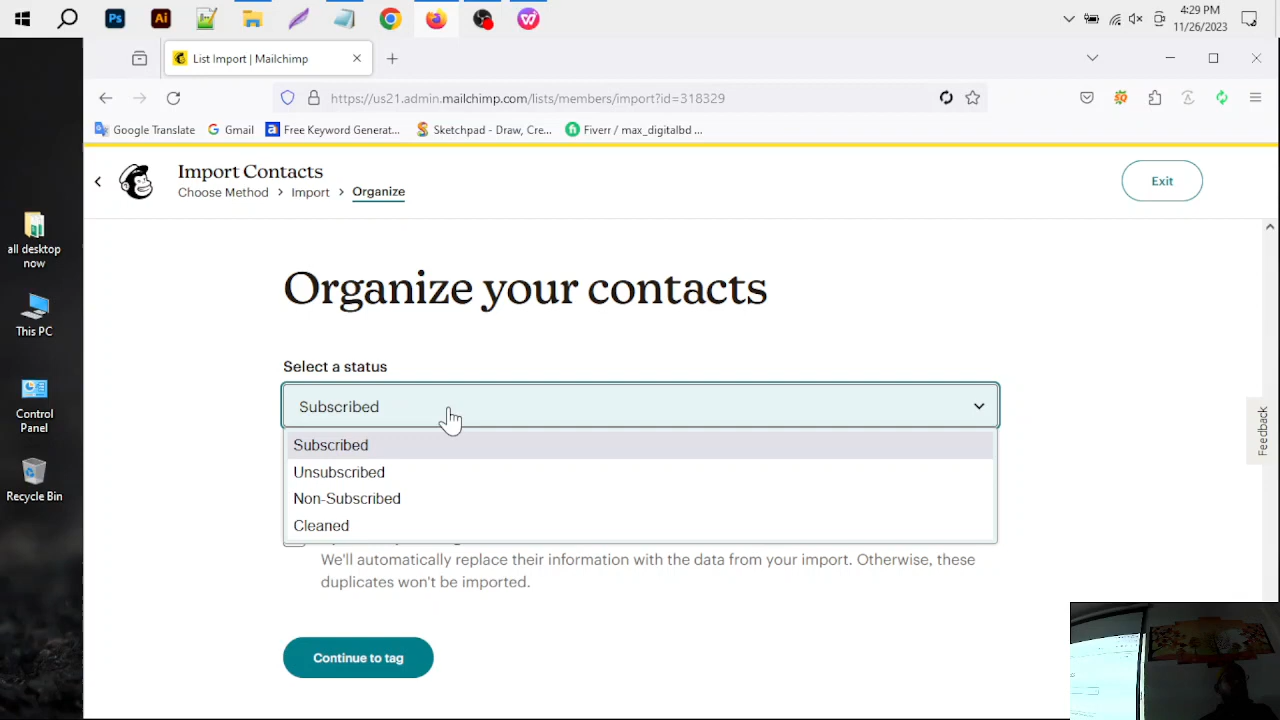 Ps
Ai
4:29 PM
11/26/2023
List Import | Mailchimp
https://us21.admin.mailchimp.com/lists/members/import?id=318329
Google Translate
Gmail
Free Keyword Generat...
Sketchpad - Draw, Cre...
Fiverr / max_digitalbd ...
Import Contacts
Choose Method > Import > Organize
Exit
all desktop
now
This PC
Control
Panel
Recycle Bin
Organize your contacts
Select a status
Subscribed
Subscribed
Unsubscribed
Non-Subscribed
Cleaned
We'll automatically replace their information with the data from your import. Otherwise, these
duplicates won't be imported.
Continue to tag
Feedback